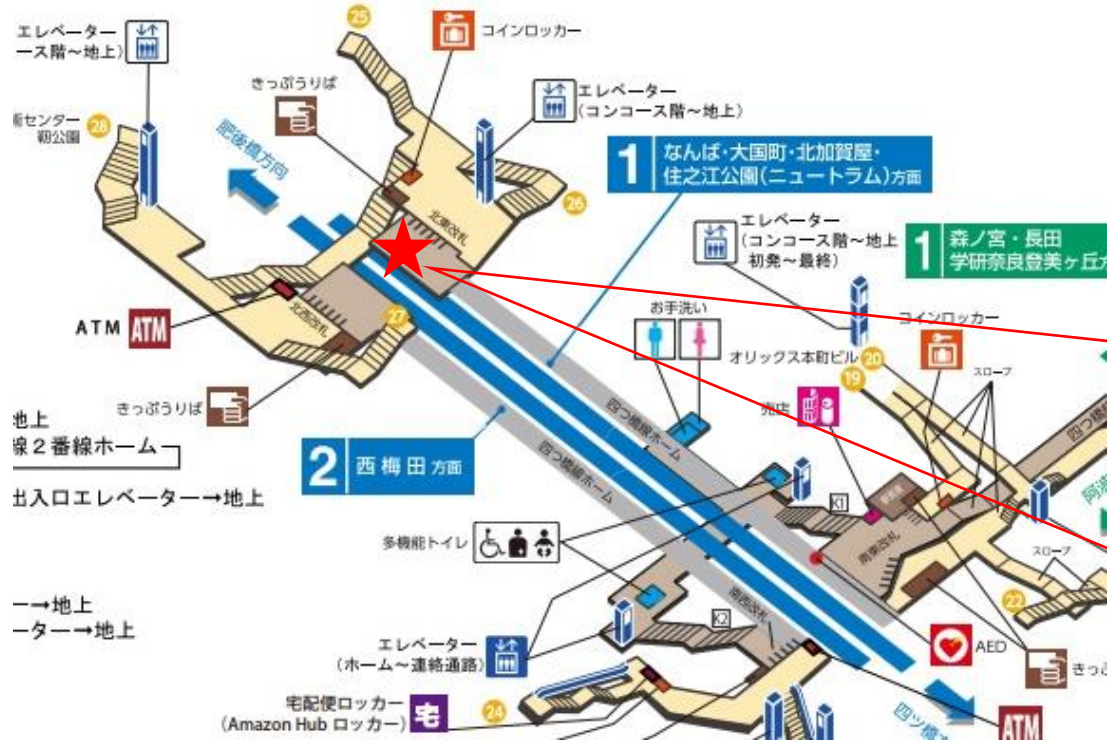 25
エレベーター
ース階～地上)
コインロッカー
きっぷうりば
エレベーター
(コンコース階～地上)
術センター
靭公園
28
肥後橋方向
1
なんば・大国町・北加賀屋・
住之江公園(ニュートラム)方面
26
北東改札
エレベーター
(コンコース階～地上
初発～最終)
1
森ノ宮・長田
学研奈良登美ヶ丘方
ATM
ATM
北西改札
27
お手洗い
コインロッカー
オリックス本町ビル
20
19
スロープ
きっぷうりば
売店
四つ橋線ホーム
四つ橋線ホーム
四つ橋
地上
線２番線ホーム
2
西梅田方面
出入口エレベーター→地上
K1
阿波
多機能トイレ
南東改札
スロープ
22
ー→地上
ーター→地上
南西改札
K2
エレベーター
(ホーム～連絡通路)
AED
きっぷ
宅配便ロッカー
(Amazon Hub ロッカー)
宅
24
四ツ橋方
ATM